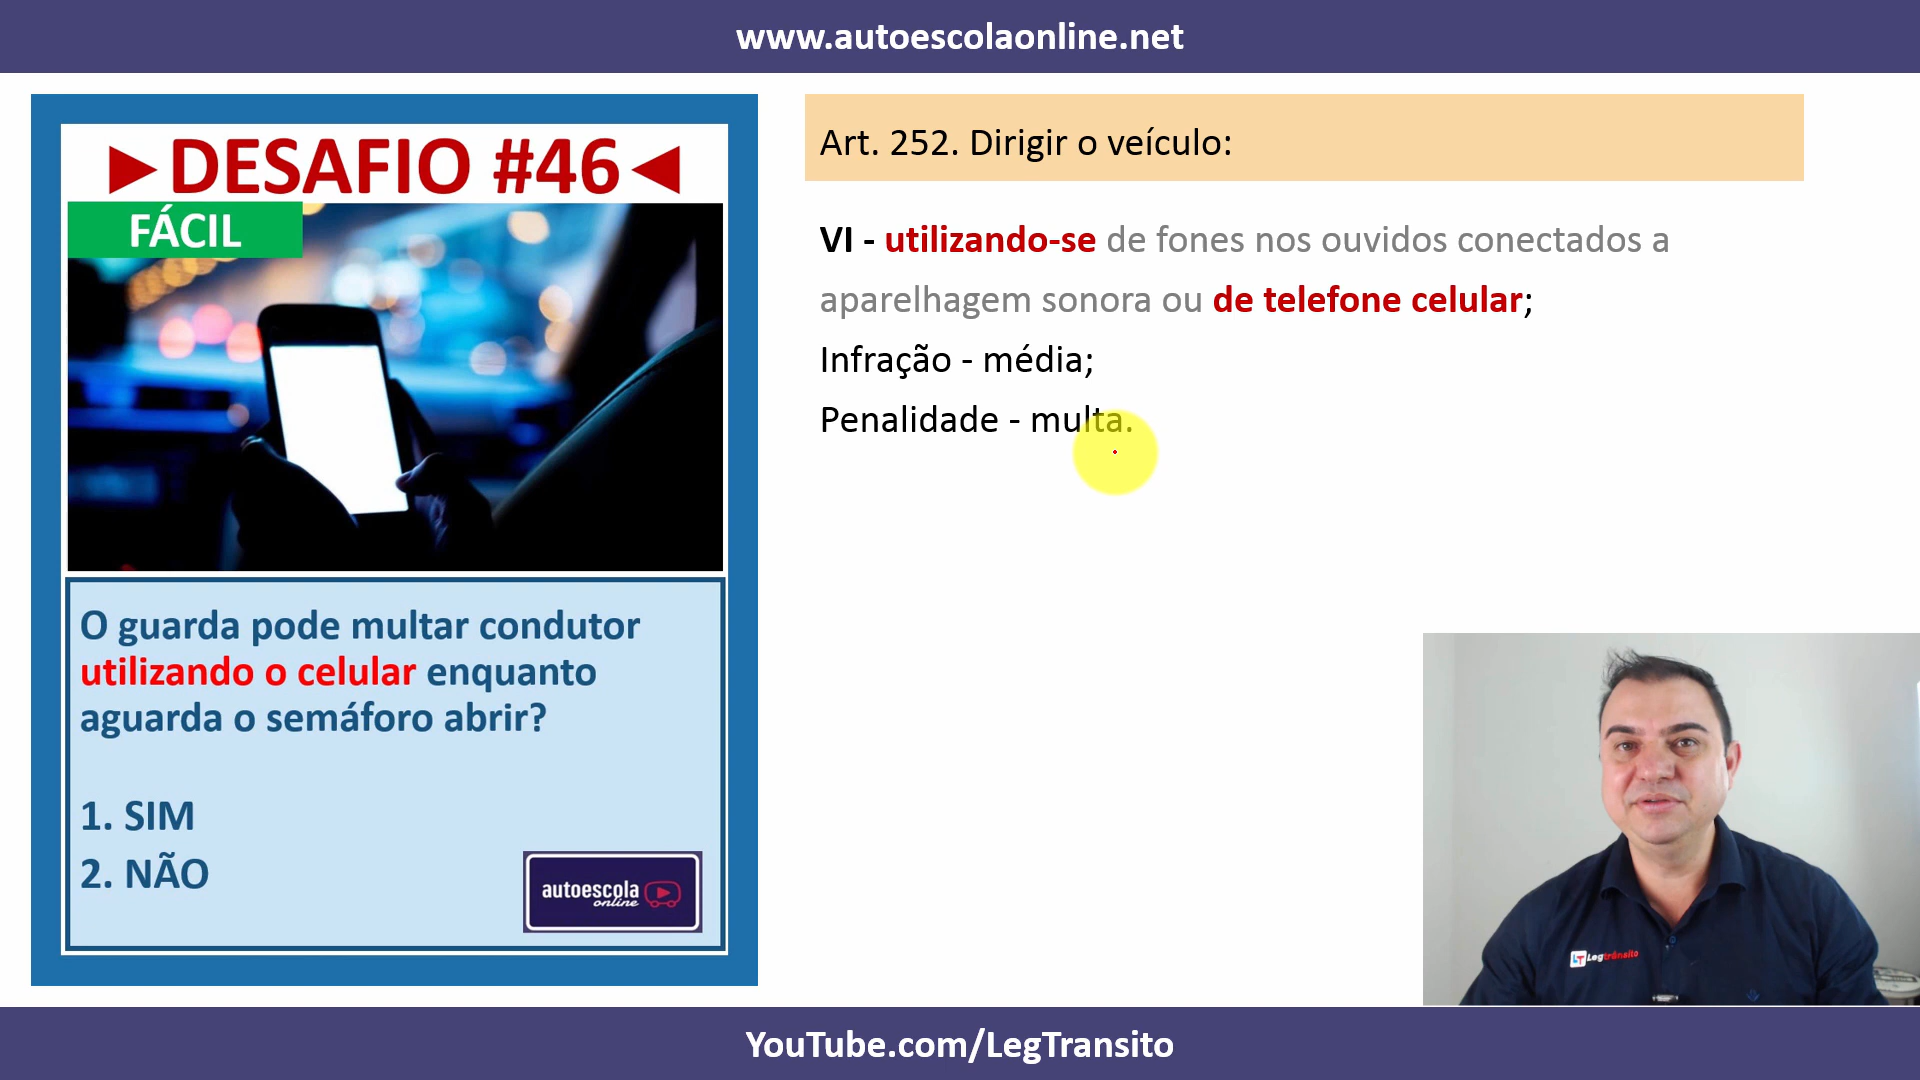 www.autoescolaonline.net
►DESAFIO #46◄
FÁCIL
O guarda pode multar condutor
utilizando o celular enquanto
aguarda o semáforo abrir?
1. SIM
2. NÃO
autoescola
online
Art. 252. Dirigir o veículo:
VI - utilizando-se de fones nos ouvidos conectados a
aparelhagem sonora ou de telefone celular;
Infração - média;
Penalidade - multa.
LT Legtrânsito
YouTube.com/LegTransito